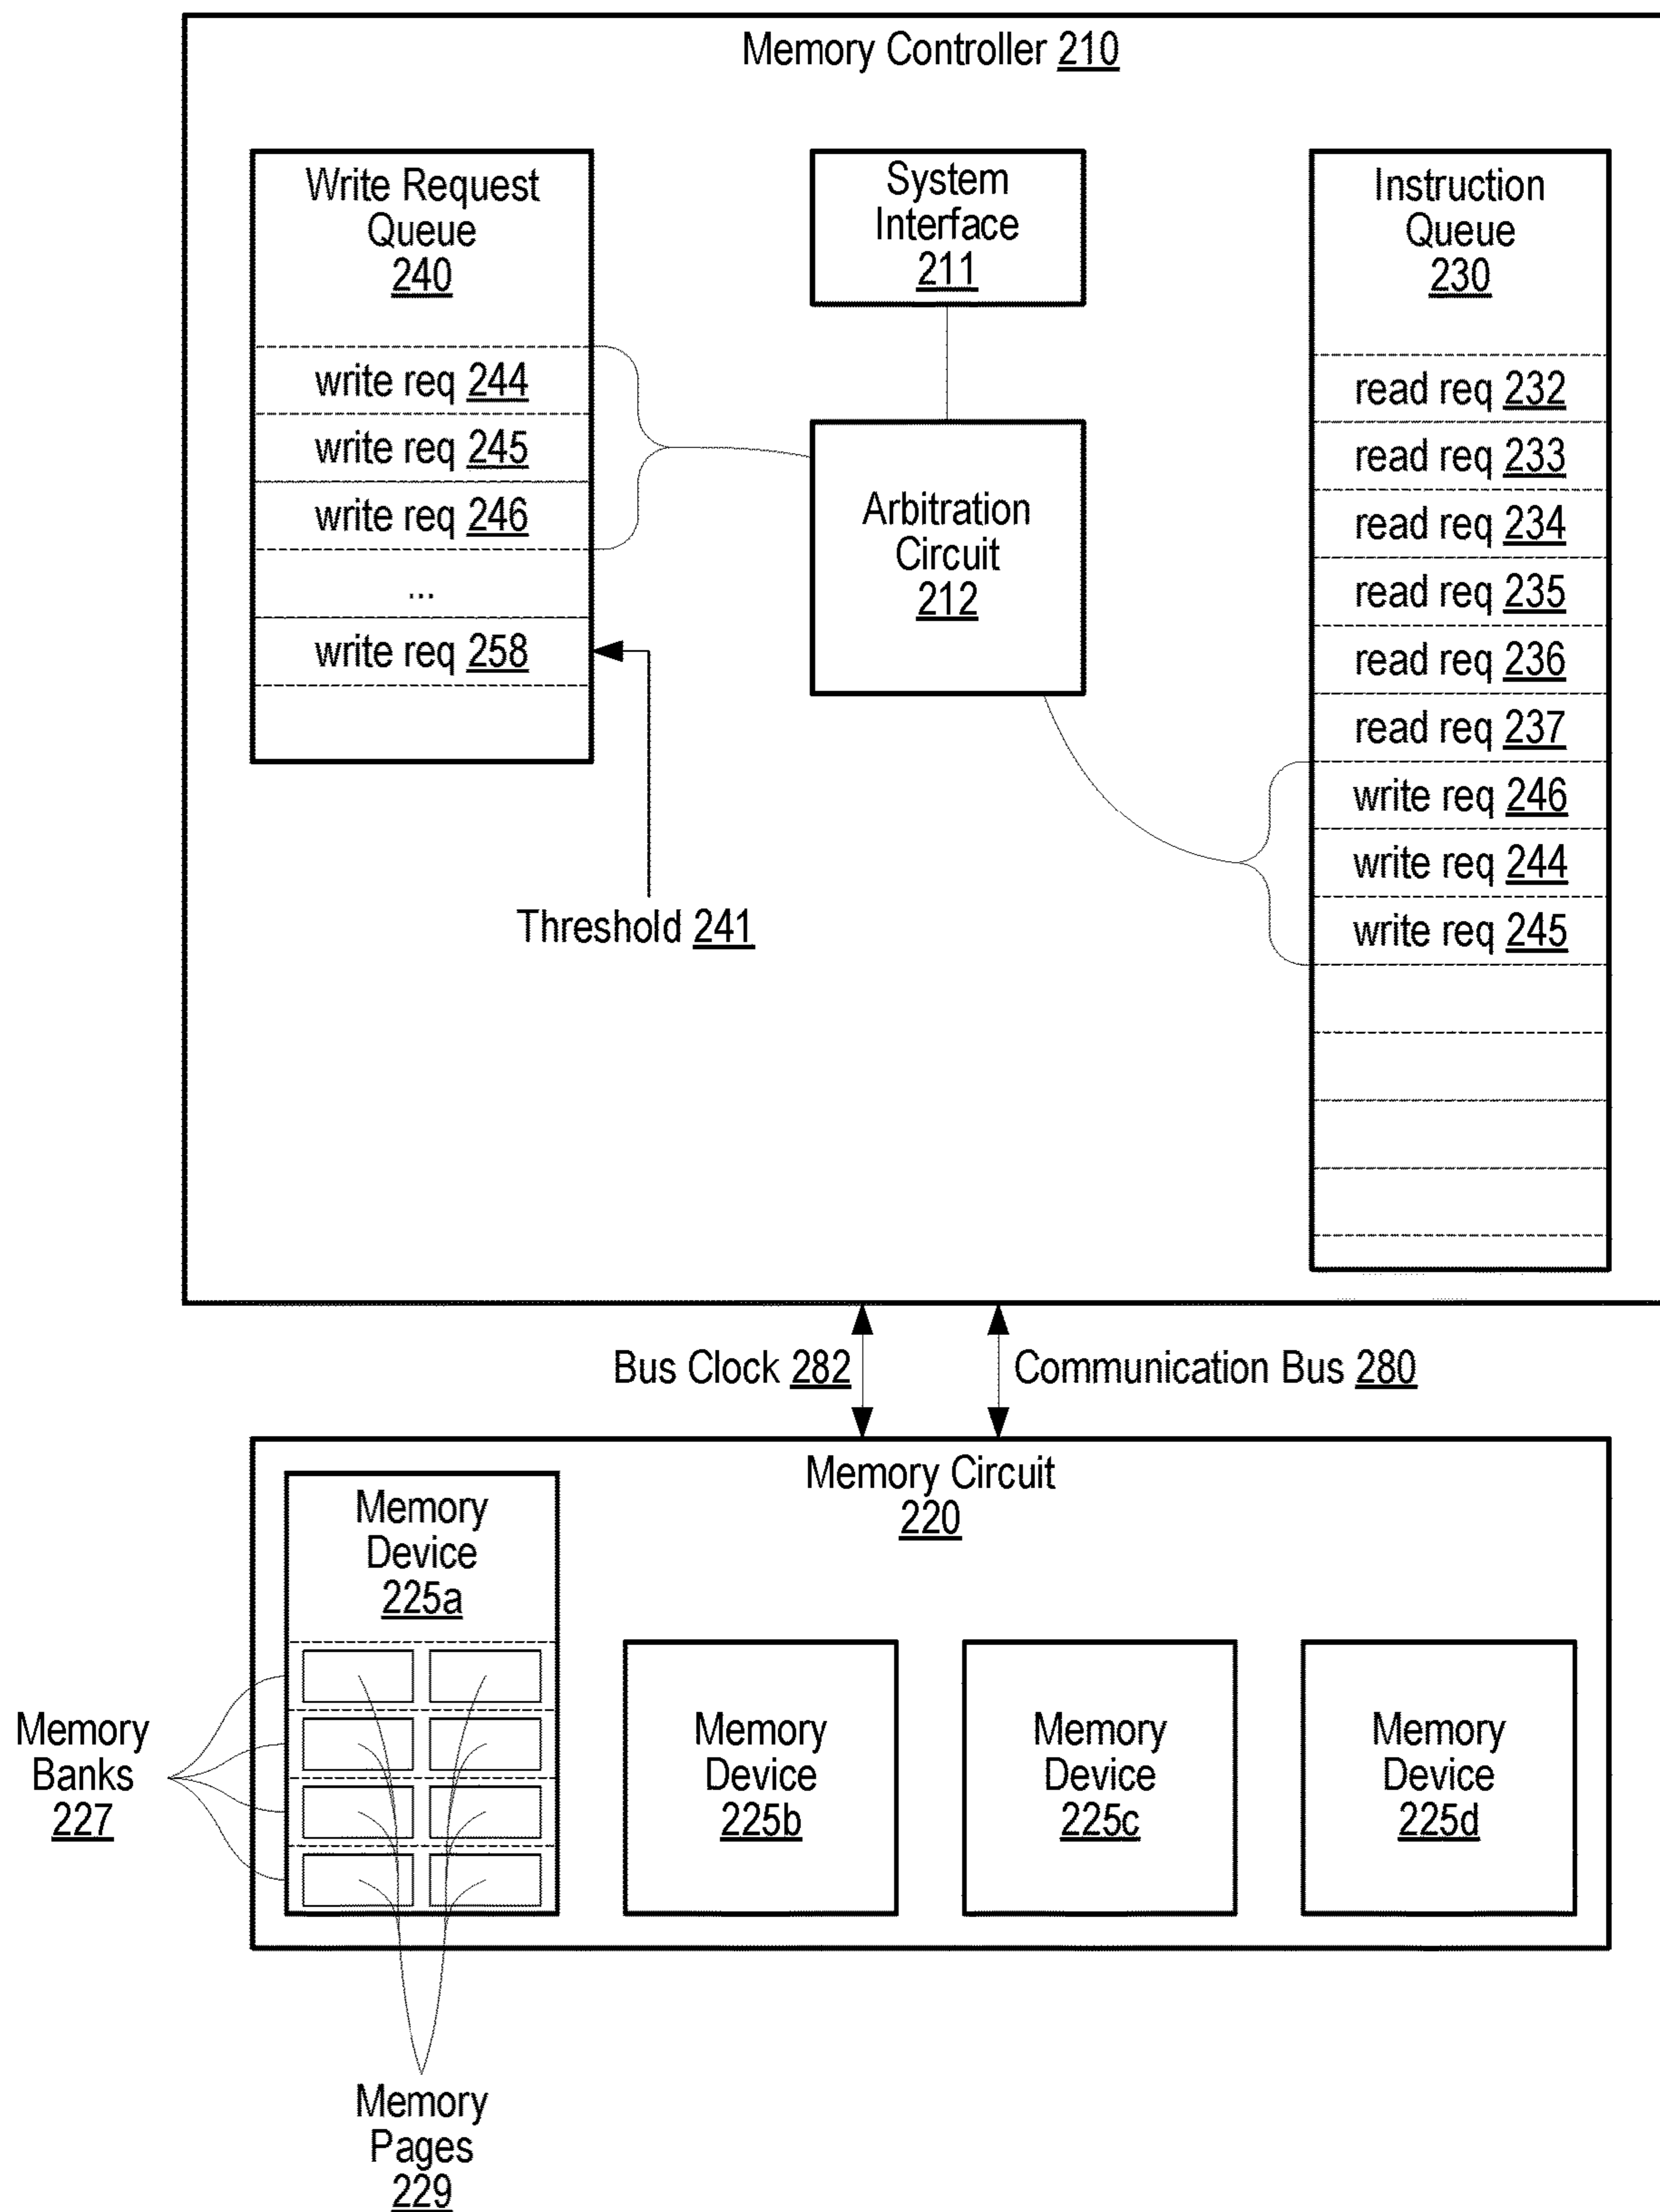 Memory Controller 210
Write Request
Queue
240
write req 244
write req 245
write req 246
...
write req 258
Threshold 241
System
Interface
211
Arbitration
Circuit
212
Instruction
Queue
230
read req 232
read req 233
read req 234
read req 235
read req 236
read req 237
write req 246
write req 244
write req 245
Bus Clock 282
Communication Bus 280
Memory Circuit
220
Memory
Device
225a
Memory
Device
225b
Memory
Device
225c
Memory
Device
225d
Memory
Banks
227
Memory
Pages
229